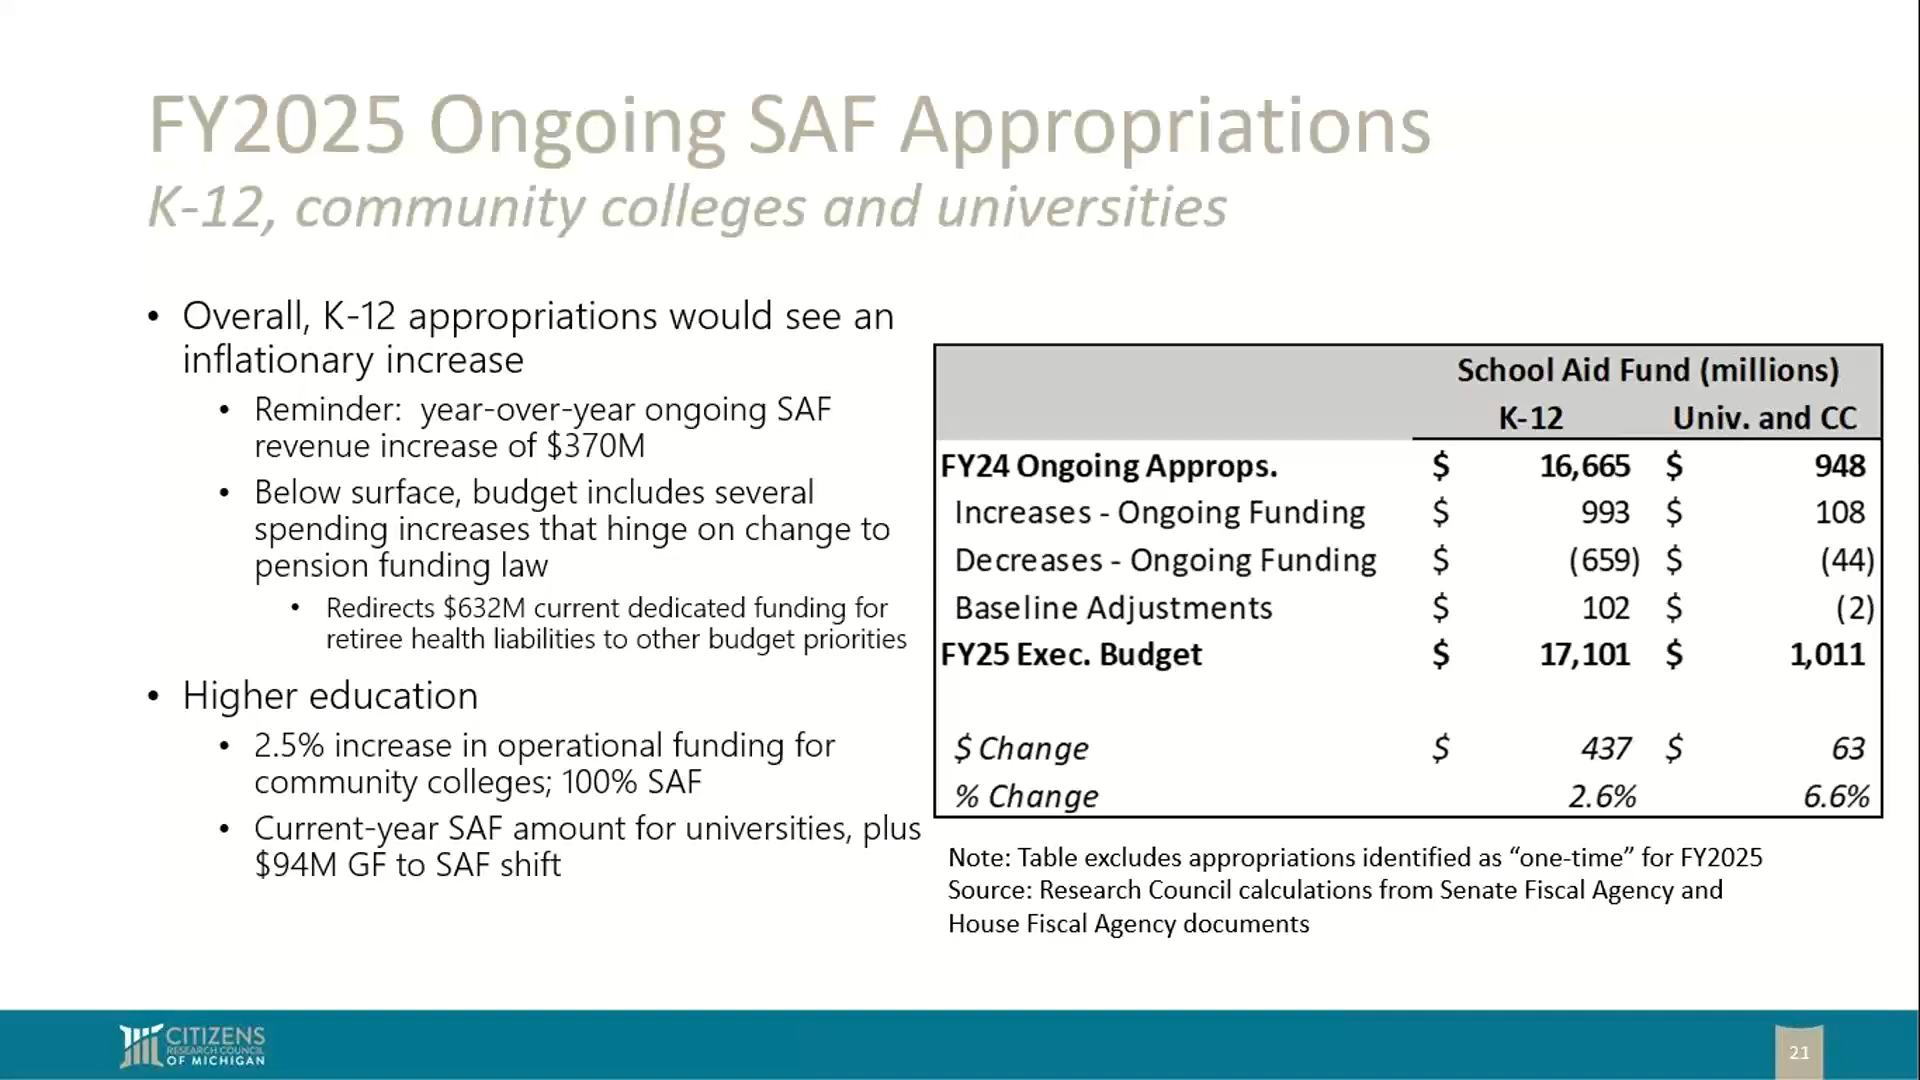 FY2025 Ongoing SAF Appropriations
K-12, community colleges and universities
• Overall, K-12 appropriations would see an
inflationary increase
• Reminder:  year-over-year ongoing SAF
revenue increase of $370M
• Below surface, budget includes several
spending increases that hinge on change to
pension funding law
• Redirects $632M current dedicated funding for
retiree health liabilities to other budget priorities
• Higher education
• 2.5% increase in operational funding for
community colleges; 100% SAF
• Current-year SAF amount for universities, plus
$94M GF to SAF shift
School Aid Fund (millions)
K-12 Univ. and CC
FY24 Ongoing Approps. $ 16,665 $ 948
Increases - Ongoing Funding $ 993 $ 108
Decreases - Ongoing Funding $ (659) $ (44)
Baseline Adjustments $ 102 $ (2)
FY25 Exec. Budget $ 17,101 $ 1,011
$ Change $ 437 $ 63
% Change 2.6% 6.6%
Note: Table excludes appropriations identified as “one-time” for FY2025
Source: Research Council calculations from Senate Fiscal Agency and
House Fiscal Agency documents
CITIZENS
RESEARCH COUNCIL
OF MICHIGAN
21